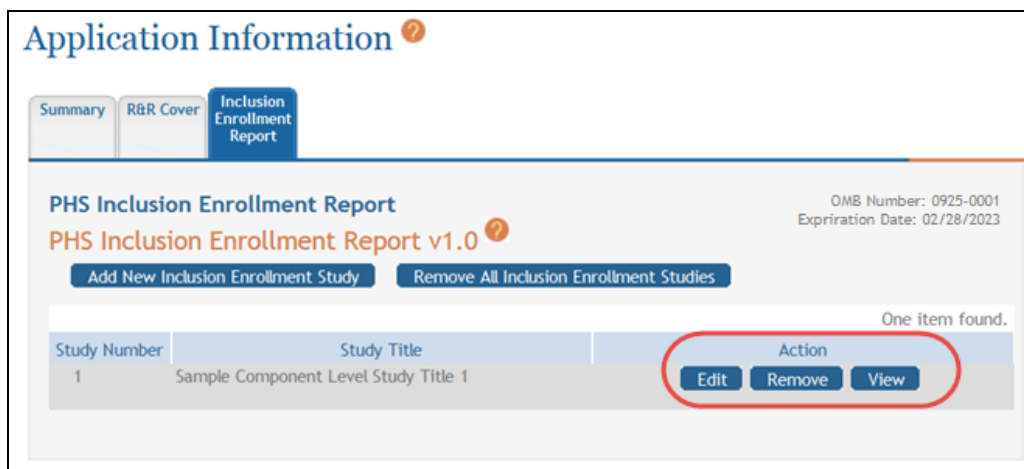 Application Information ?
Summary
R&R Cover
Inclusion
Enrollment
Report
PHS Inclusion Enrollment Report
OMB Number: 0925-0001
Expriration Date: 02/28/2023
PHS Inclusion Enrollment Report v1.0 ?
Add New Inclusion Enrollment Study
Remove All Inclusion Enrollment Studies
One item found.
Study Number Study Title Action
1 Sample Component Level Study Title 1 Edit Remove View